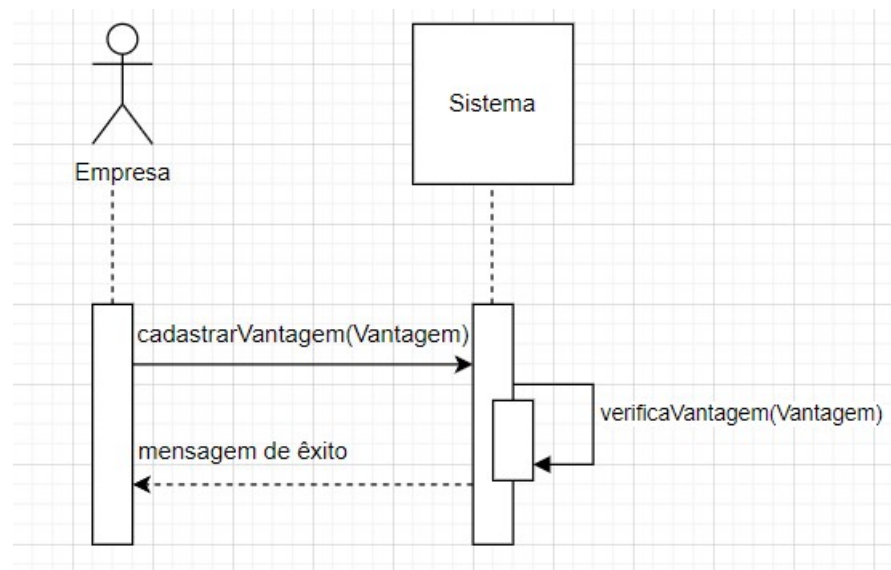 Sistema
Empresa
cadastrarVantagem(Vantagem)
verificaVantagem(Vantagem)
mensagem de êxito